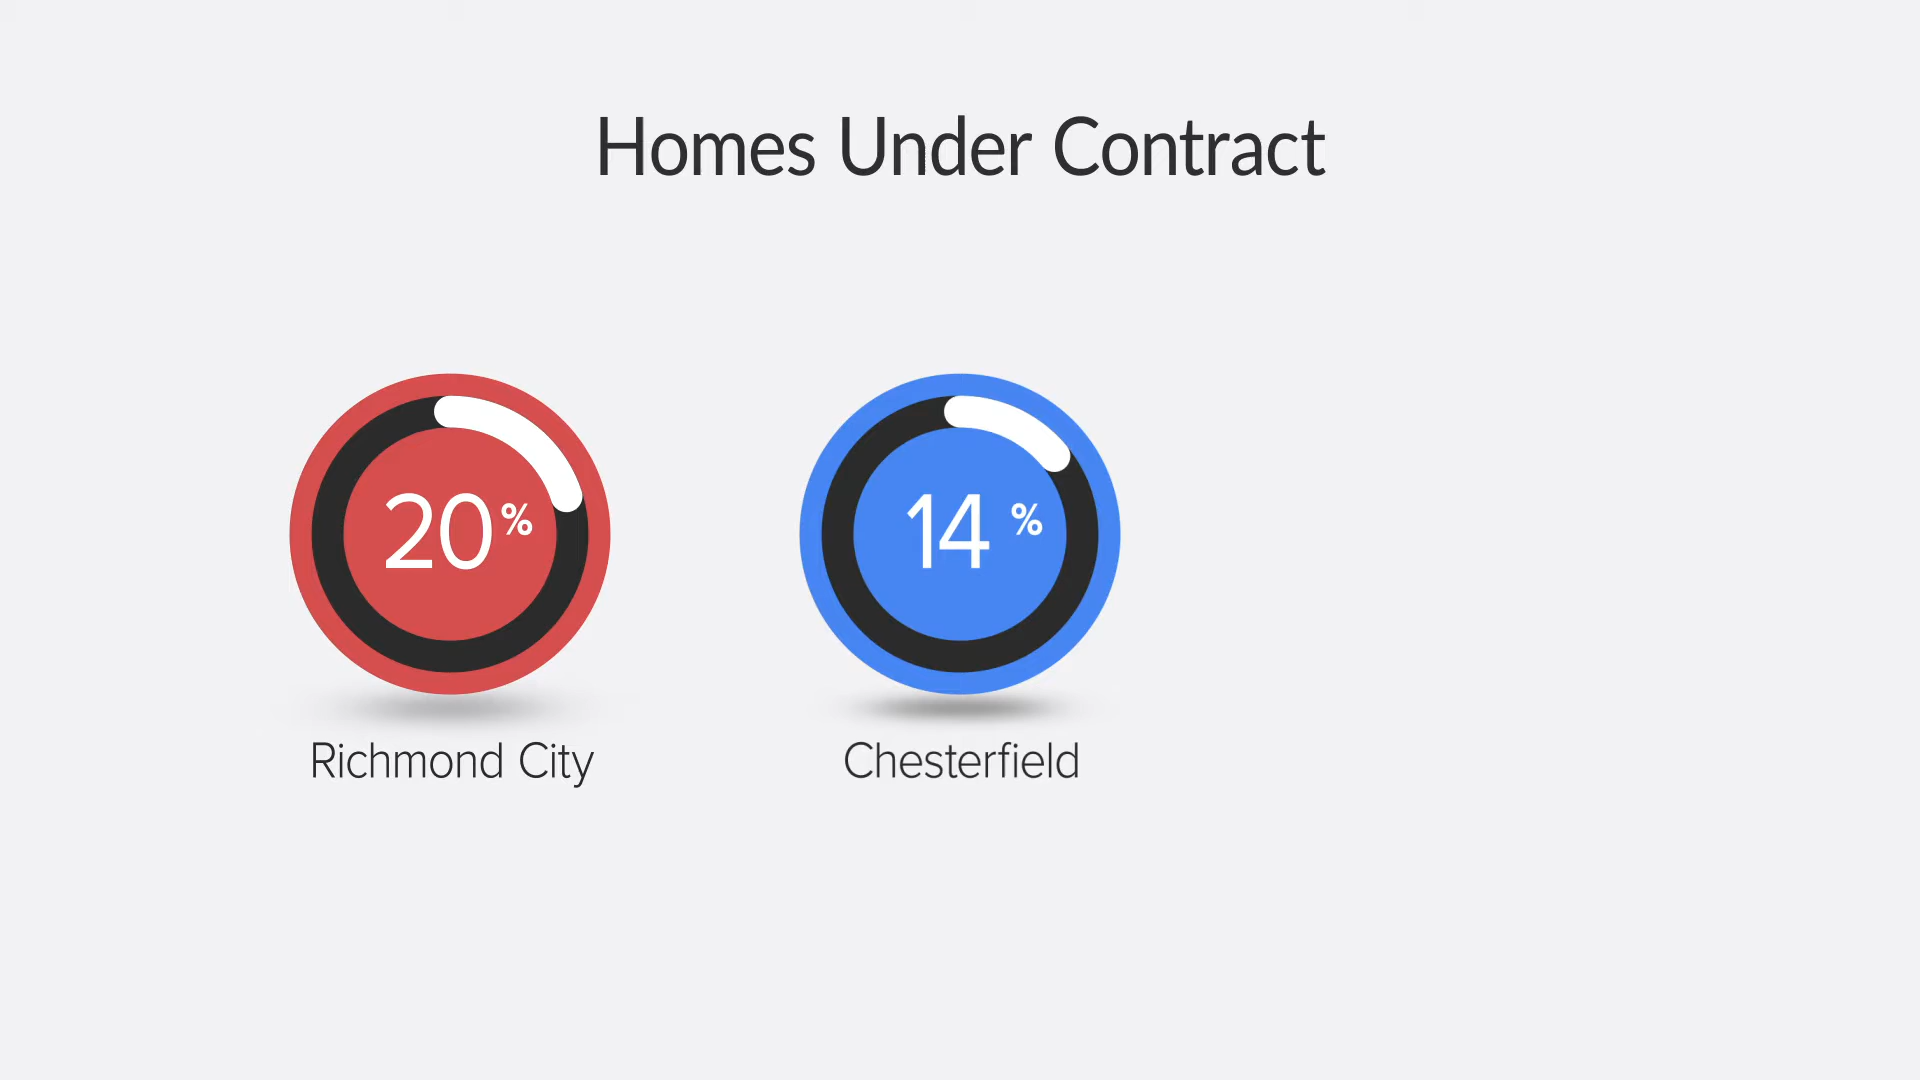 Homes Under Contract
20%
14 %
Richmond City
Chesterfield